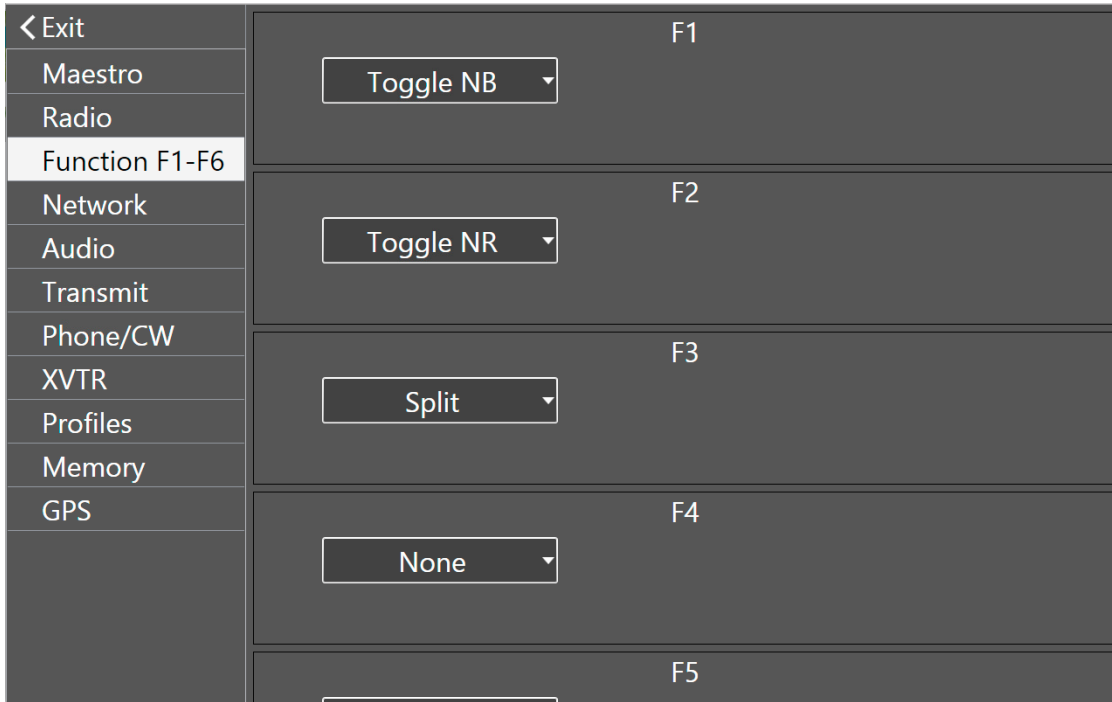 Exit
Maestro
Radio
Function F1-F6
Network
Audio
Transmit
Phone/CW
XVTR
Profiles
Memory
GPS
F1
Toggle NB
F2
Toggle NR
F3
Split
F4
None
F5